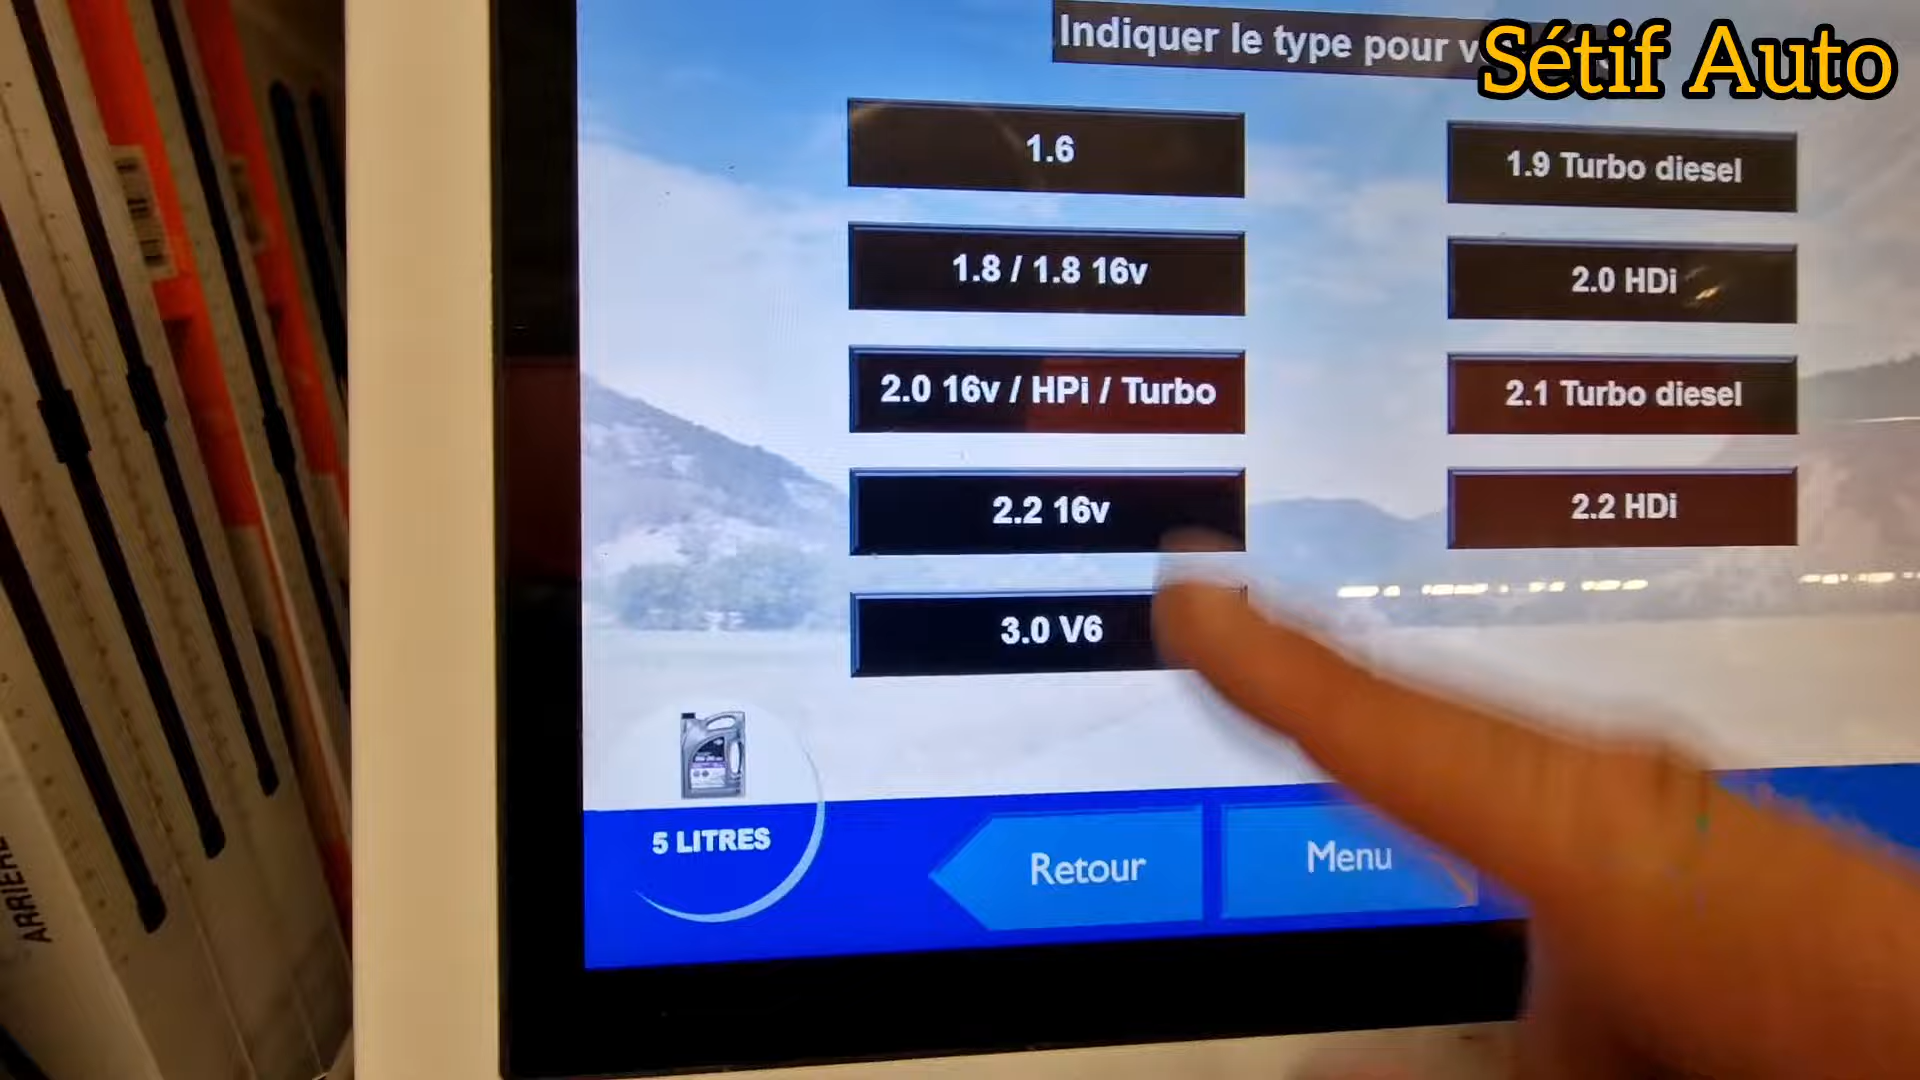 Indiquer le type pour
Sétif Auto
1.6
1.9 Turbo diesel
1.8 / 1.8 16v
2.0 HDi
2.0 16v / HPi / Turbo
2.1 Turbo diesel
2.2 16v
2.2 HDi
3.0 V6
5 LITRES
Retour
Menu
ARRIÈRE